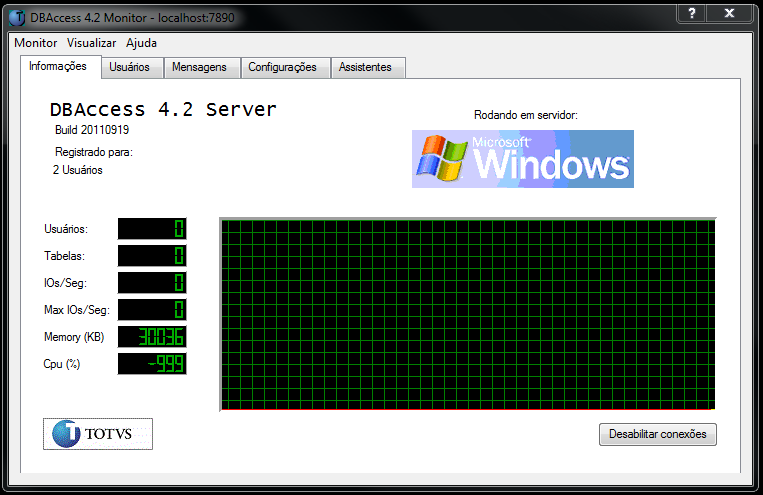 DBAccess 4.2 Monitor - localhost:7890
?
X
Monitor Visualizar Ajuda
Informações Usuários Mensagens Configurações Assistentes
DBAccess 4.2 Server
Build 20110919
Registrado para:
2 Usuários
Rodando em servidor:
Microsoft®
Windows®
Usuários: 0
Tabelas: 0
IOs/Seg: 0
Max IOs/Seg: 0
Memory (KB) 30036
Cpu (%) -999
TOTVS
Desabilitar conexões